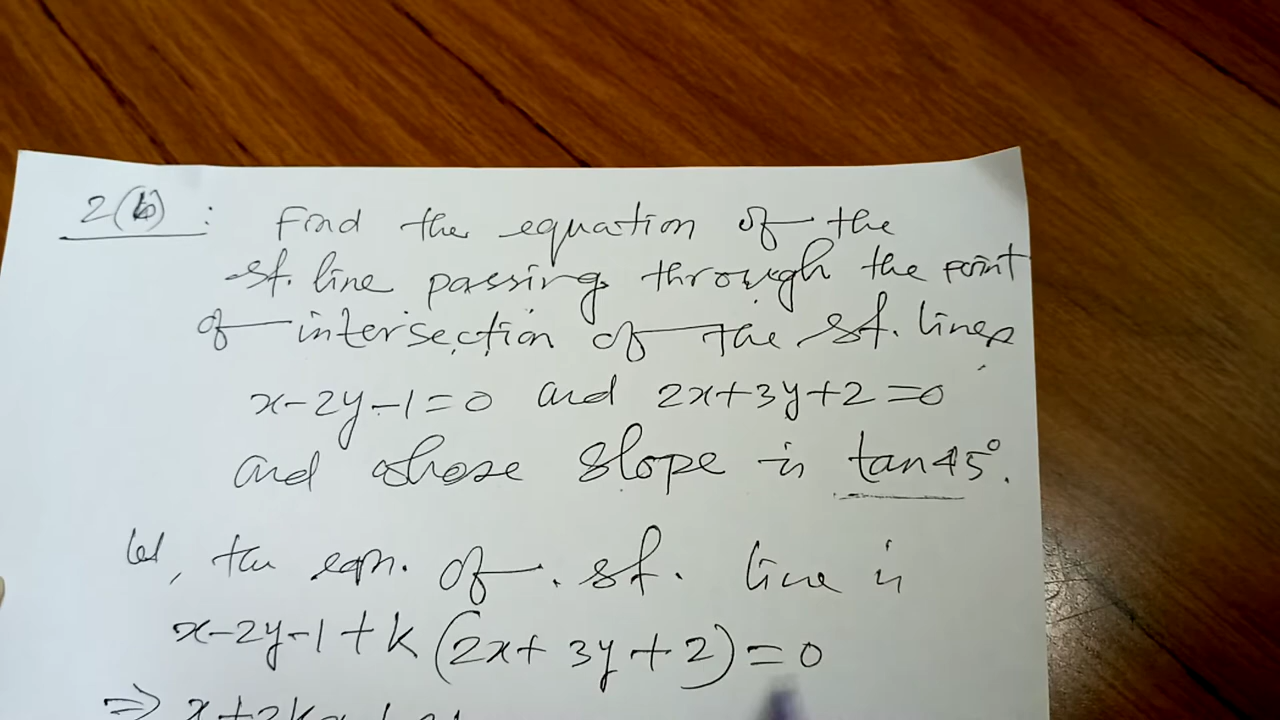 2(b): Find the equation of the
st. line passing through the point
of intersection of the st. lines
x-2y-1=0 and 2x+3y+2=0
and whose slope is tan45°.
let, the eqn. of st. line is
x-2y-1+k(2x+3y+2)=0
⇒ x+2kx